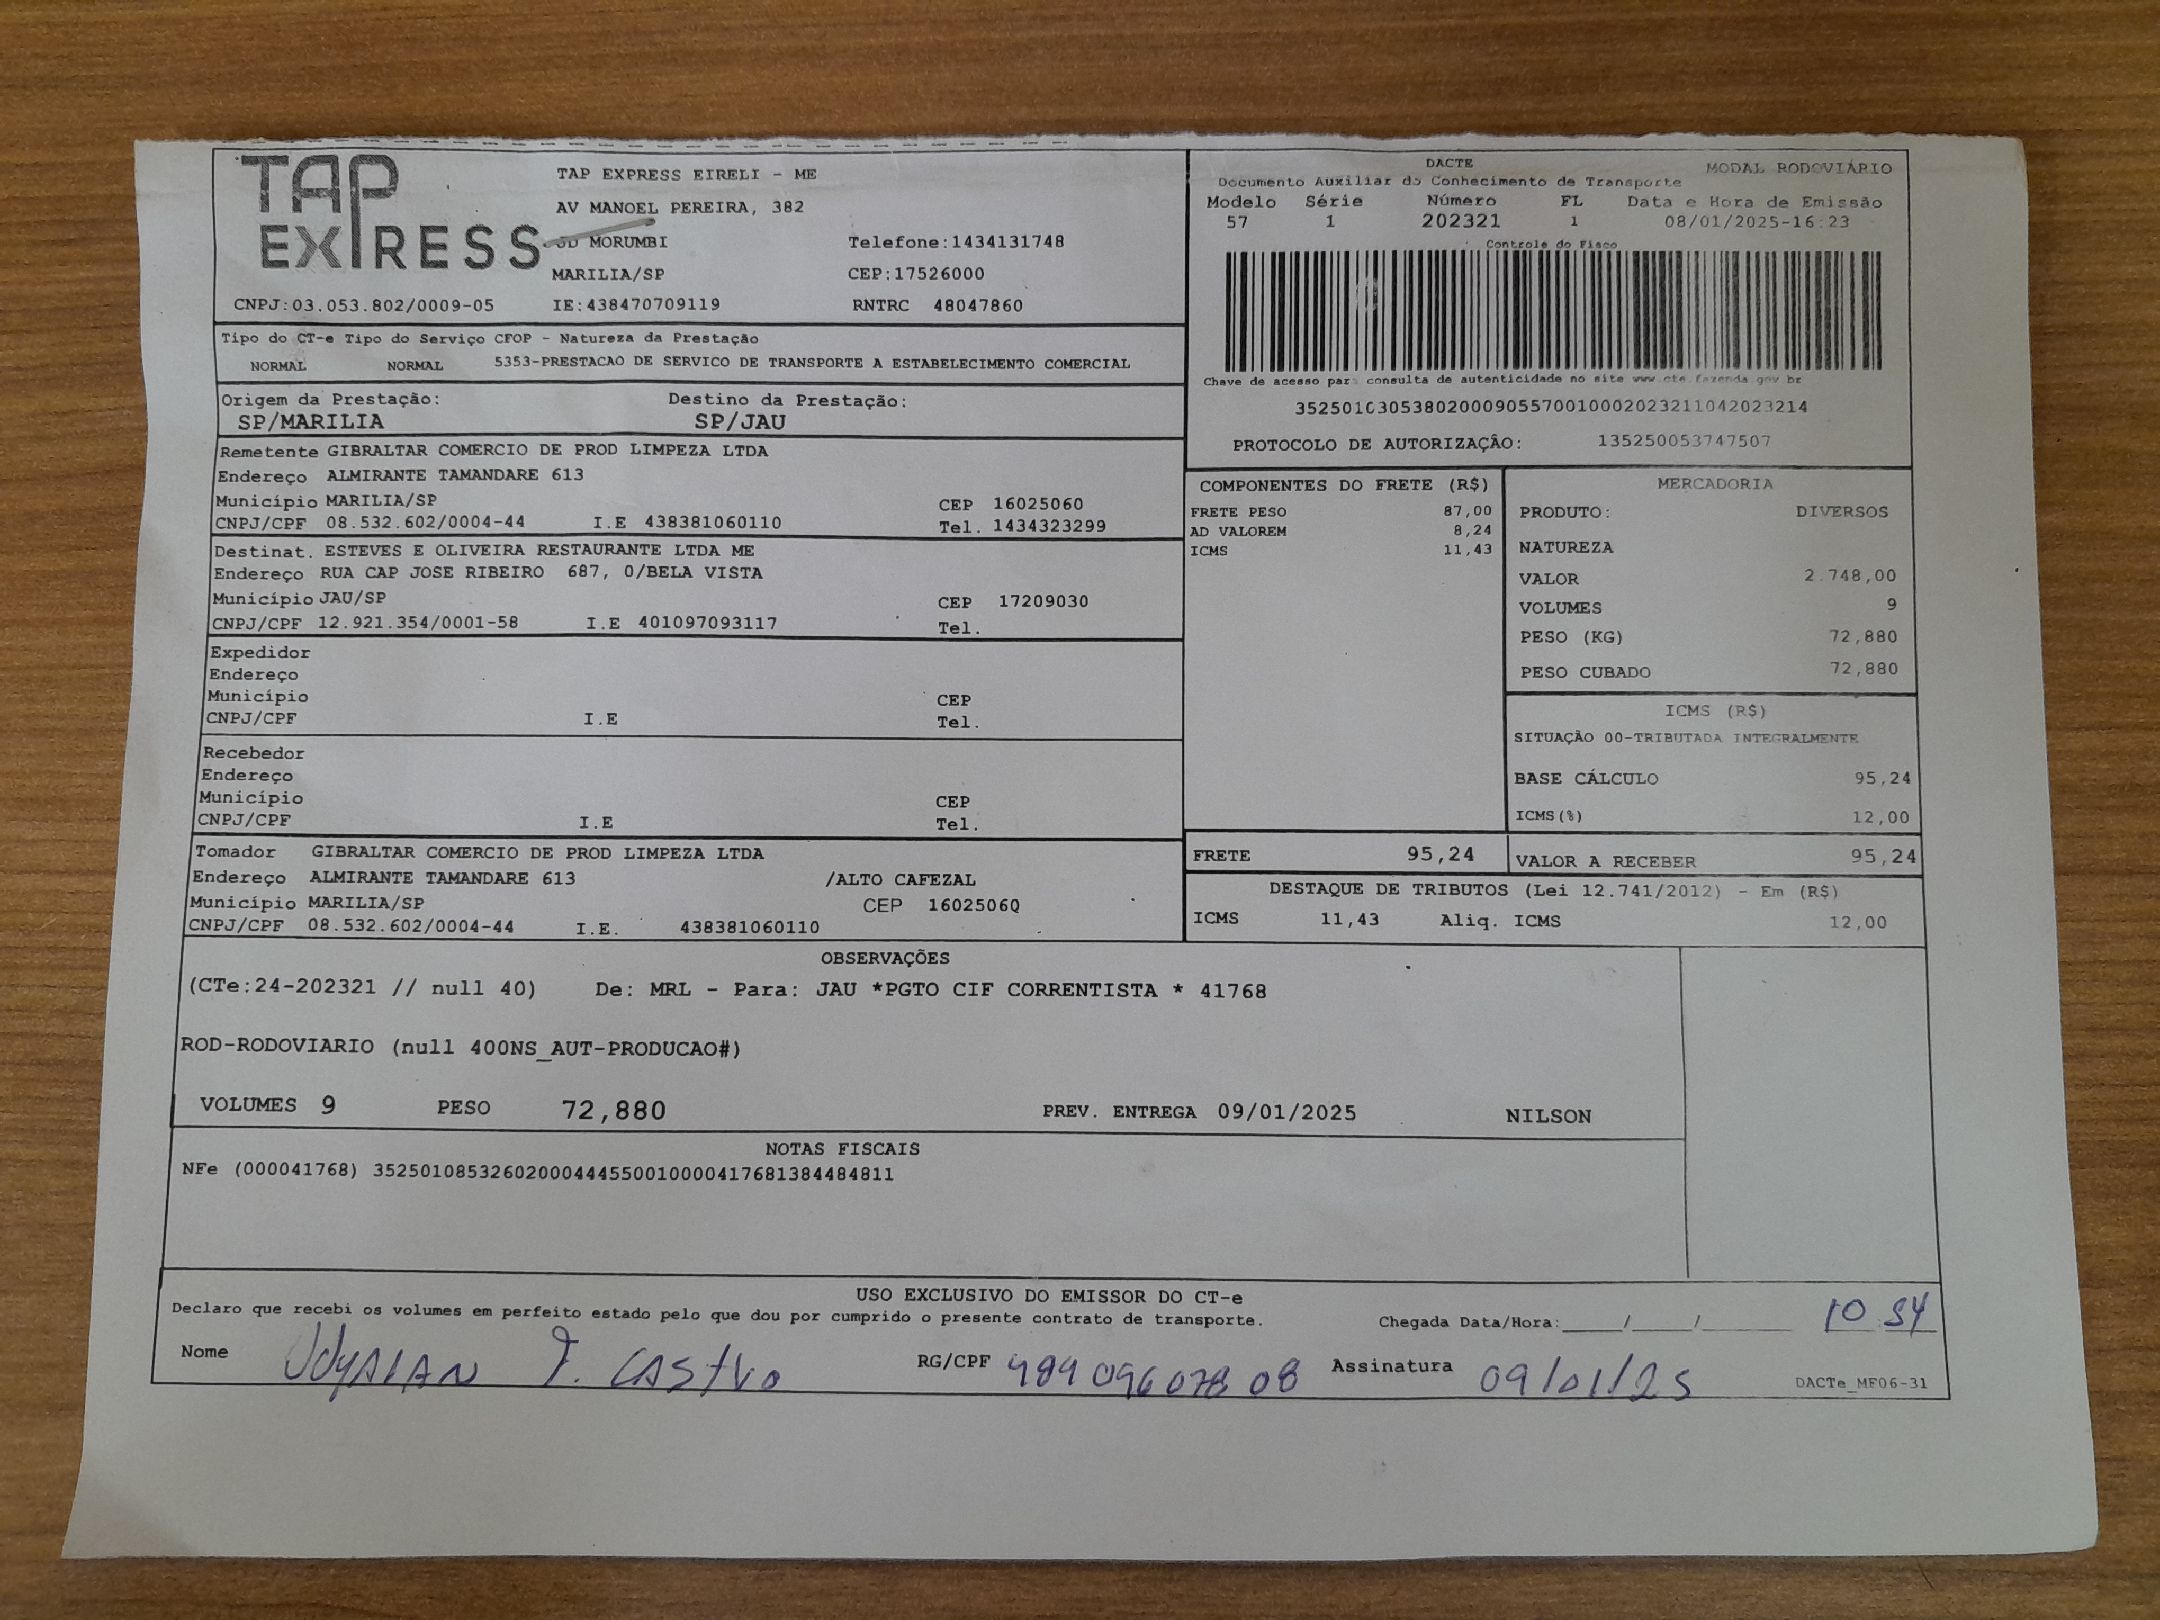 TAP EXPRESS
TAP EXPRESS EIRELI - ME
AV MANOEL PEREIRA, 382
JD MORUMBI Telefone:1434131748
MARILIA/SP CEP:17526000
CNPJ:03.053.802/0009-05 IE:438470709119 RNTRC 48047860
DACTE MODAL RODOVIÁRIO
Documento Auxiliar do Conhecimento de Transporte
Modelo Série Número FL Data e Hora de Emissão
57 1 202321 1 08/01/2025-16:23
Controle do Fisco
Chave de acesso para consulta de autenticidade no site www.cte.fazenda.gov.br
35250103053802000905570010002023211042023214
PROTOCOLO DE AUTORIZAÇÃO: 135250053747507
Tipo do CT-e Tipo do Serviço CFOP - Natureza da Prestação
NORMAL NORMAL 5353-PRESTACAO DE SERVICO DE TRANSPORTE A ESTABELECIMENTO COMERCIAL
Origem da Prestação: Destino da Prestação:
SP/MARILIA SP/JAU
Remetente GIBRALTAR COMERCIO DE PROD LIMPEZA LTDA
Endereço ALMIRANTE TAMANDARE 613
Município MARILIA/SP CEP 16025060
CNPJ/CPF 08.532.602/0004-44 I.E 438381060110 Tel. 1434323299
Destinat. ESTEVES E OLIVEIRA RESTAURANTE LTDA ME
Endereço RUA CAP JOSE RIBEIRO 687, 0/BELA VISTA
Município JAU/SP CEP 17209030
CNPJ/CPF 12.921.354/0001-58 I.E 401097093117 Tel.
Expedidor
Endereço
Município CEP
CNPJ/CPF I.E Tel.
Recebedor
Endereço
Município CEP
CNPJ/CPF I.E Tel.
Tomador GIBRALTAR COMERCIO DE PROD LIMPEZA LTDA
Endereço ALMIRANTE TAMANDARE 613 /ALTO CAFEZAL
Município MARILIA/SP CEP 16025060
CNPJ/CPF 08.532.602/0004-44 I.E. 438381060110
COMPONENTES DO FRETE (R$)
FRETE PESO 87,00
AD VALOREM 8,24
ICMS 11,43
MERCADORIA
PRODUTO: DIVERSOS
NATUREZA
VALOR 2.748,00
VOLUMES 9
PESO (KG) 72,880
PESO CUBADO 72,880
ICMS (R$)
SITUAÇÃO 00-TRIBUTADA INTEGRALMENTE
BASE CÁLCULO 95,24
ICMS(%) 12,00
FRETE 95,24 VALOR A RECEBER 95,24
DESTAQUE DE TRIBUTOS (Lei 12.741/2012) - Em (R$)
ICMS 11,43 Aliq. ICMS 12,00
OBSERVAÇÕES
(CTe:24-202321 // null 40) De: MRL - Para: JAU *PGTO CIF CORRENTISTA * 41768
ROD-RODOVIARIO (null 400NS_AUT-PRODUCAO#)
VOLUMES 9 PESO 72,880 PREV. ENTREGA 09/01/2025 NILSON
NOTAS FISCAIS
NFe (000041768) 35250108532602000444550010000417681384484811
USO EXCLUSIVO DO EMISSOR DO CT-e
Declaro que recebi os volumes em perfeito estado pelo que dou por cumprido o presente contrato de transporte. Chegada Data/Hora:____/____/______ 10 54
Nome I. CASTRO RG/CPF 489 096 078 08 Assinatura 09/01/25
DACTe_MF06-31